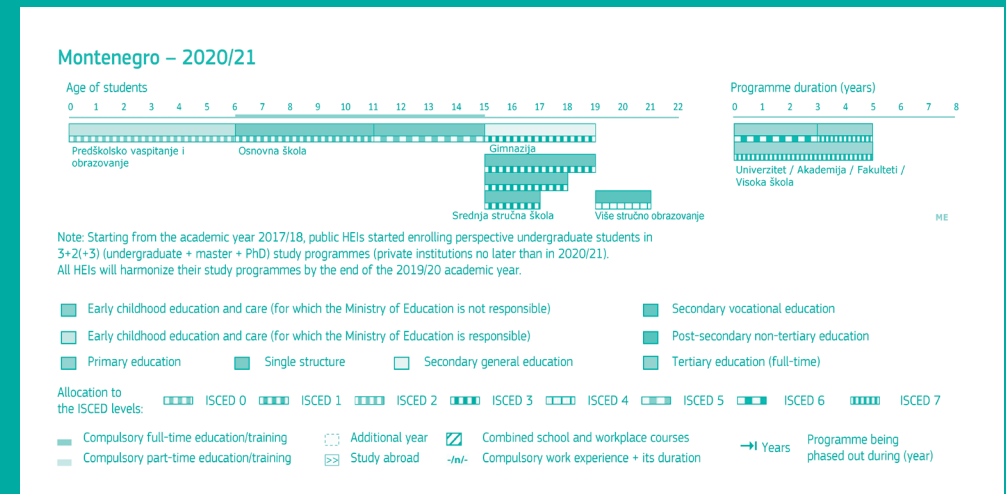 Montenegro – 2020/21
Age of students
Programme duration (years)
0 1 2 3 4 5 6 7 8 9 10 11 12 13 14 15 16 17 18 19 20 21 22
0 1 2 3 4 5 6 7 8
Predškolsko vaspitanje i
obrazovanje
Osnovna škola
Gimnazija
Srednja stručna škola
Više stručno obrazovanje
Univerzitet / Akademija / Fakulteti /
Visoka škola
ME
Note: Starting from the academic year 2017/18, public HEIs started enrolling perspective undergraduate students in
3+2(+3) (undergraduate + master + PhD) study programmes (private institutions no later than in 2020/21).
All HEIs will harmonize their study programmes by the end of the 2019/20 academic year.
Early childhood education and care (for which the Ministry of Education is not responsible)
Secondary vocational education
Early childhood education and care (for which the Ministry of Education is responsible)
Post-secondary non-tertiary education
Primary education
Single structure
Secondary general education
Tertiary education (full-time)
Allocation to
the ISCED levels:
ISCED 0
ISCED 1
ISCED 2
ISCED 3
ISCED 4
ISCED 5
ISCED 6
ISCED 7
Compulsory full-time education/training
Additional year
Combined school and workplace courses
Compulsory part-time education/training
>> Study abroad
-/n/- Compulsory work experience + its duration
Years
Programme being
phased out during (year)